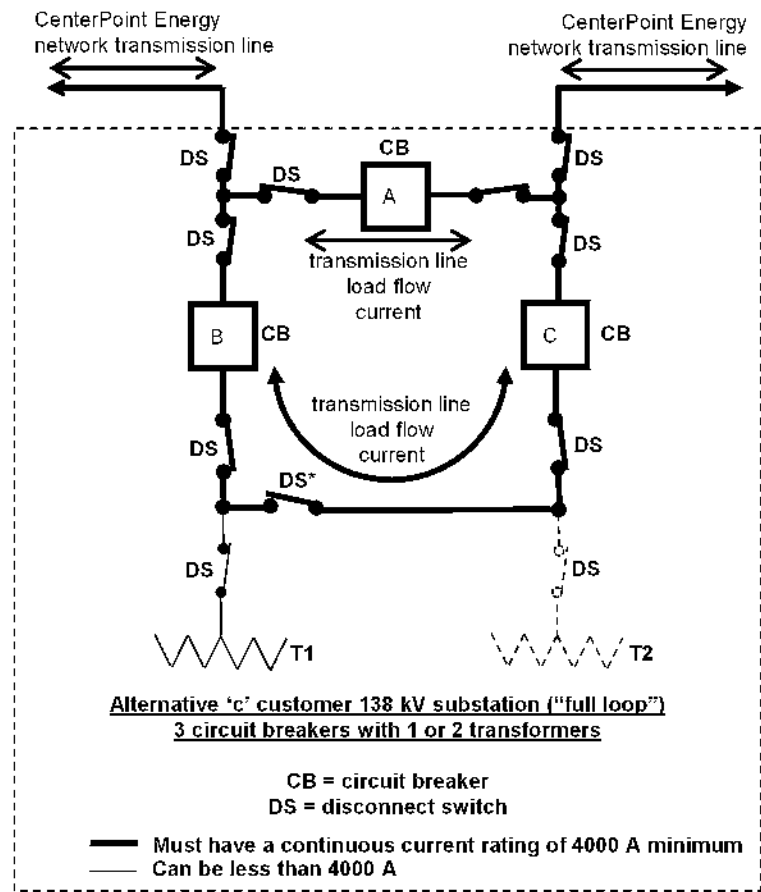 CenterPoint Energy
network transmission line
CenterPoint Energy
network transmission line
DS
DS
CB
DS
A
DS
DS
transmission line
load flow
current
B
CB
C
CB
transmission line
load flow
current
DS
DS
DS*
DS
DS
T1
T2
Alternative ‘c’ customer 138 kV substation (“full loop”)
3 circuit breakers with 1 or 2 transformers
CB = circuit breaker
DS = disconnect switch
Must have a continuous current rating of 4000 A minimum
Can be less than 4000 A